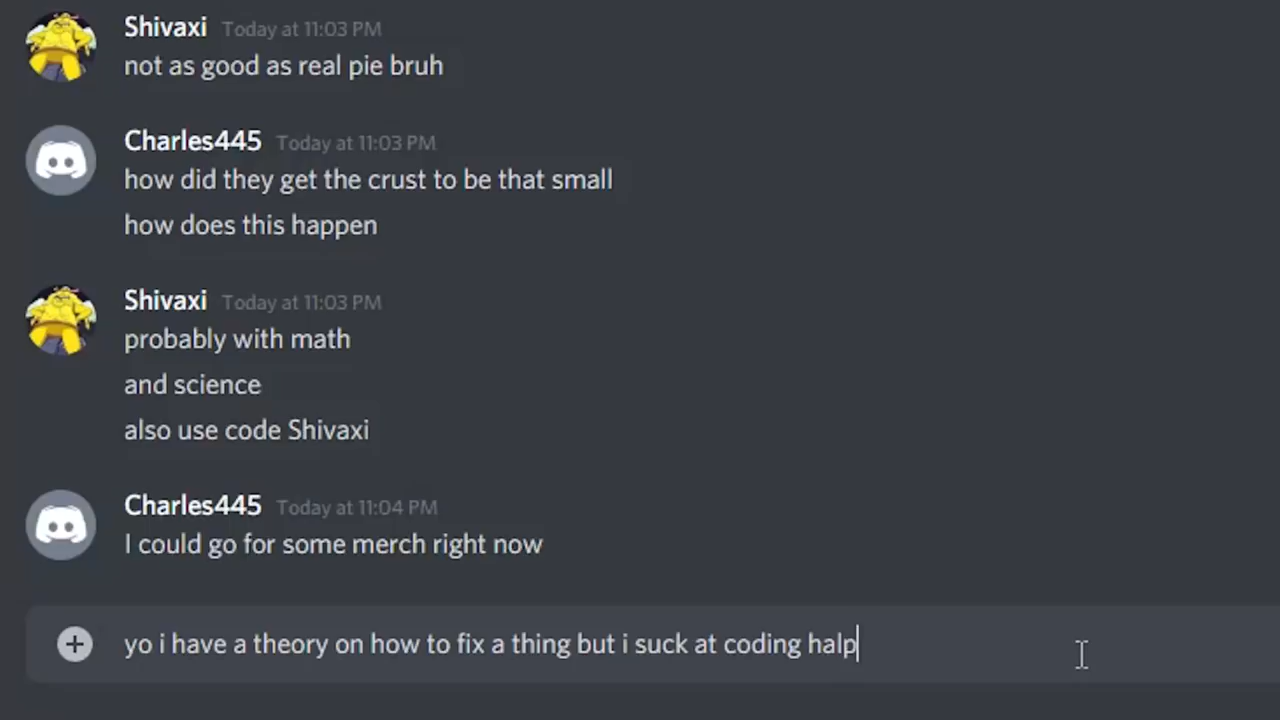 Shivaxi Today at 11:03 PM
not as good as real pie bruh
Charles445 Today at 11:03 PM
how did they get the crust to be that small
how does this happen
Shivaxi Today at 11:03 PM
probably with math
and science
also use code Shivaxi
Charles445 Today at 11:04 PM
I could go for some merch right now
yo i have a theory on how to fix a thing but i suck at coding halp